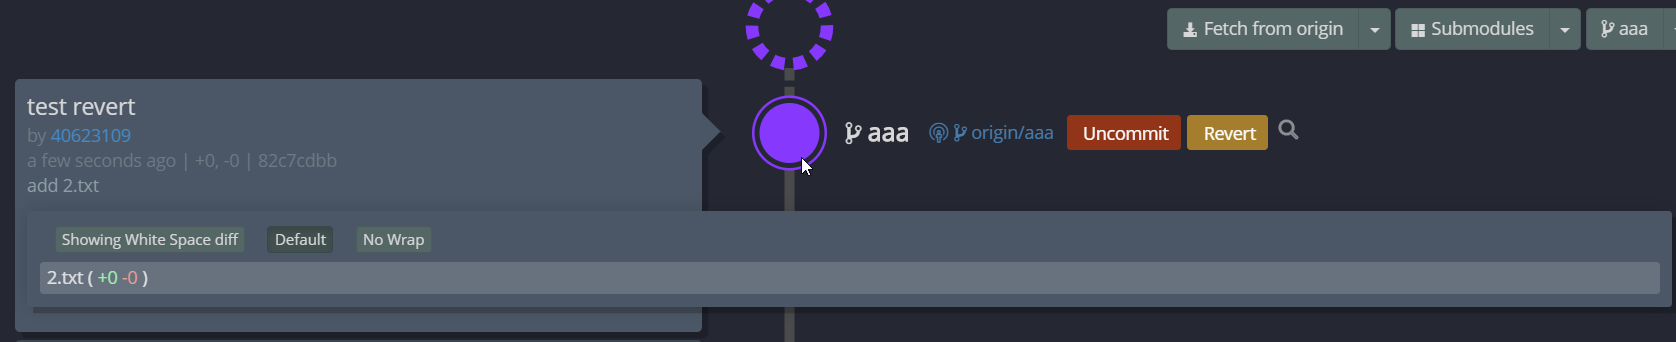 Fetch from origin
Submodules
aaa
test revert
by 40623109
a few seconds ago | +0, -0 | 82c7cdbb
add 2.txt
aaa
origin/aaa
Uncommit
Revert
Showing White Space diff
Default
No Wrap
2.txt ( +0 -0 )